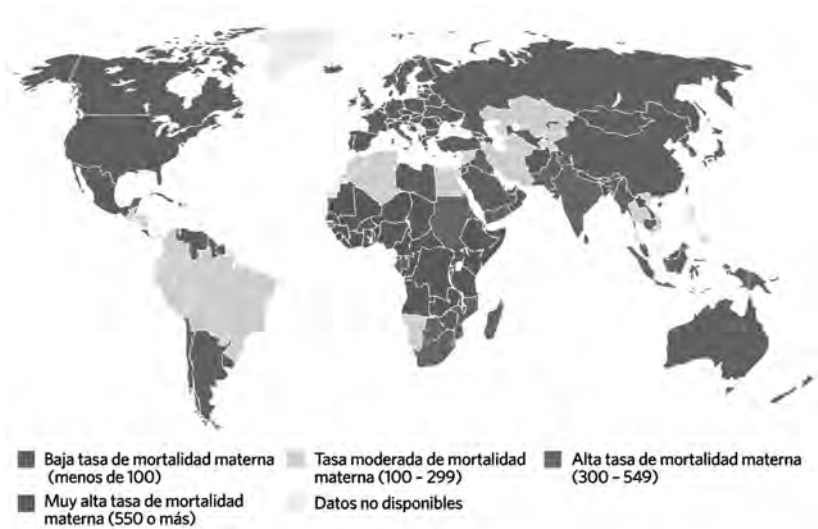 Baja tasa de mortalidad materna
(menos de 100)
Tasa moderada de mortalidad
materna (100 – 299)
Alta tasa de mortalidad materna
(300 – 549)
Muy alta tasa de mortalidad
materna (550 o más)
Datos no disponibles